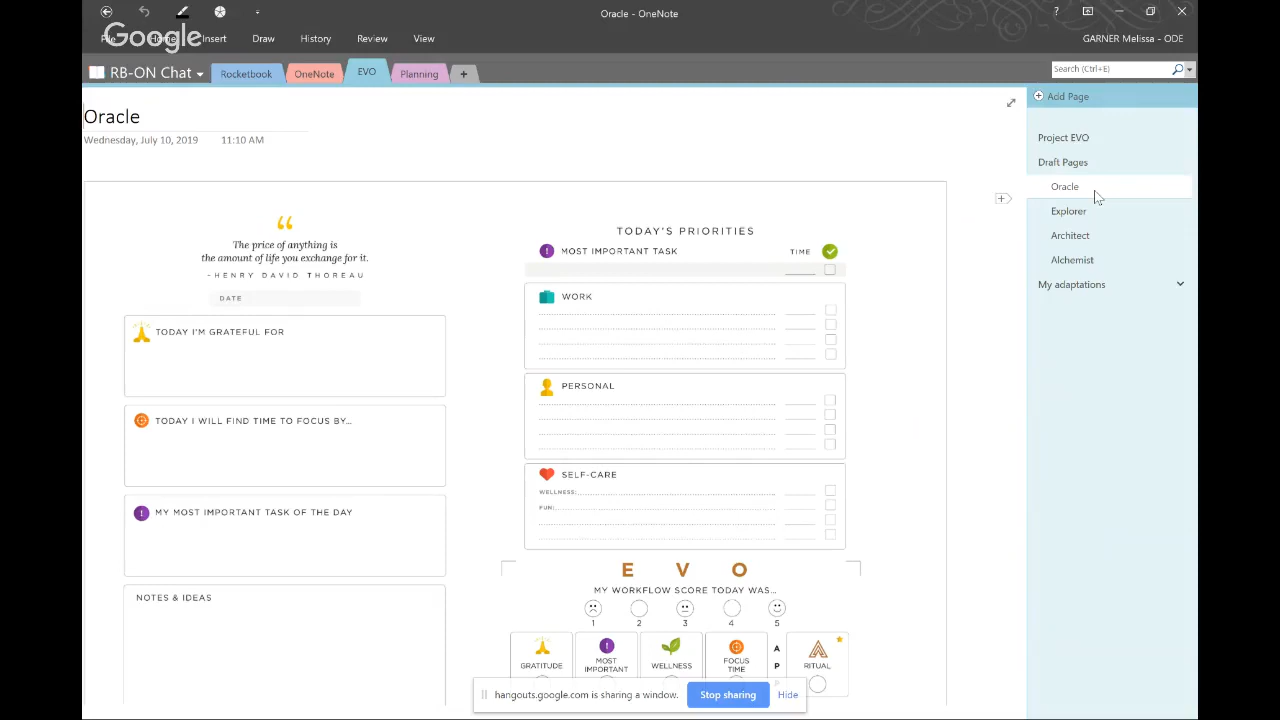 Oracle - OneNote
?
File Home Insert Draw History Review View
GARNER Melissa - ODE
Google
RB-ON Chat
Rocketbook
OneNote
EVO
Planning
+
Search (Ctrl+E)
Oracle
Wednesday, July 10, 2019 11:10 AM
Add Page
Project EVO
Draft Pages
Oracle
Explorer
Architect
Alchemist
My adaptations
“
The price of anything is
the amount of life you exchange for it.
-HENRY DAVID THOREAU
DATE
TODAY I'M GRATEFUL FOR
TODAY I WILL FIND TIME TO FOCUS BY...
! MY MOST IMPORTANT TASK OF THE DAY
NOTES & IDEAS
TODAY'S PRIORITIES
! MOST IMPORTANT TASK TIME
WORK
PERSONAL
SELF-CARE
WELLNESS:
FUN:
E V O
MY WORKFLOW SCORE TODAY WAS...
1 2 3 4 5
GRATITUDE
! MOST
IMPORTANT
WELLNESS
FOCUS
TIME
A
P
P
RITUAL
hangouts.google.com is sharing a window.
Stop sharing
Hide